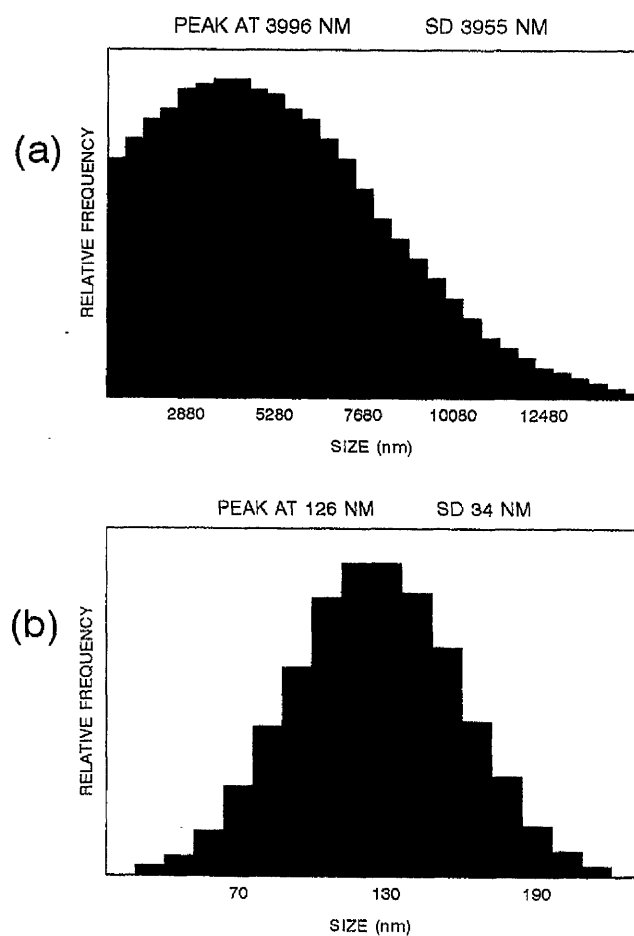 PEAK AT 3996 NM SD 3955 NM
(a)
RELATIVE FREQUENCY
2880 5280 7680 10080 12480
SIZE (nm)
PEAK AT 126 NM SD 34 NM
(b)
RELATIVE FREQUENCY
70 130 190
SIZE (nm)